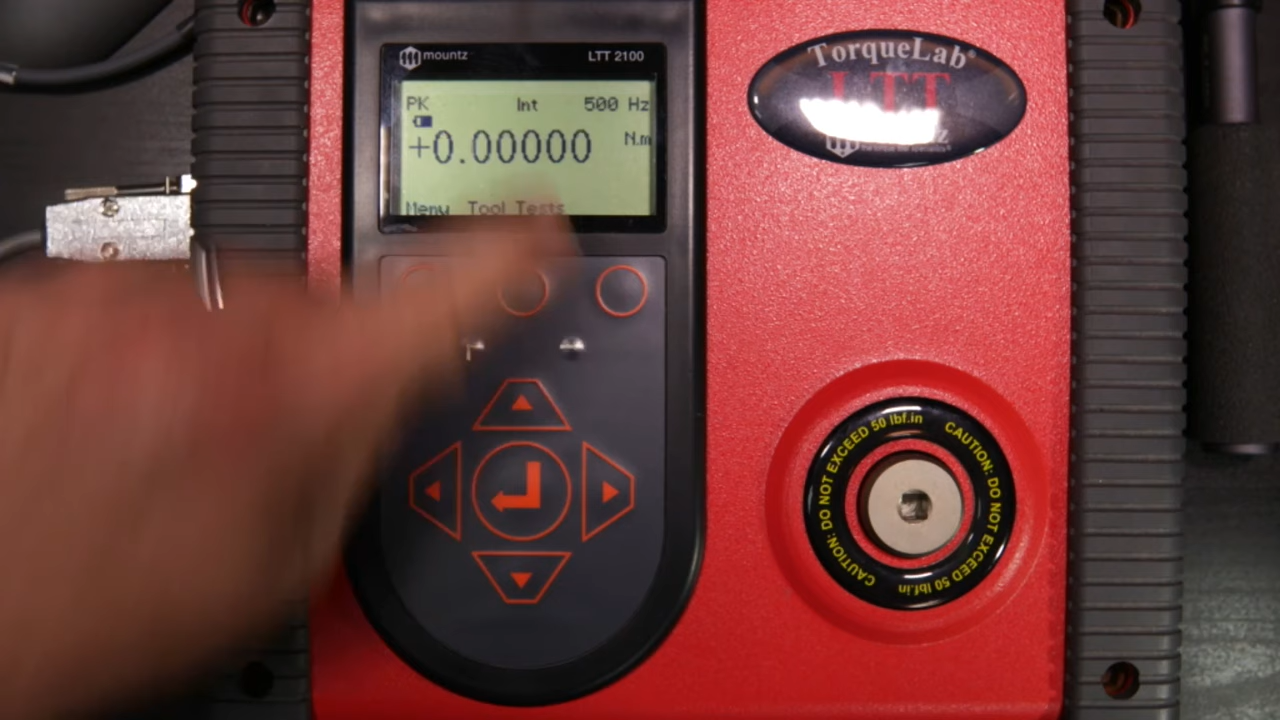 mountz LTT 2100
PK Int 500 Hz
+0.00000 N.m
Menu Tool Tests
TorqueLab®
LTT
CAUTION: DO NOT EXCEED 50 lbf.in
CAUTION: DO NOT EXCEED 50 lbf.in